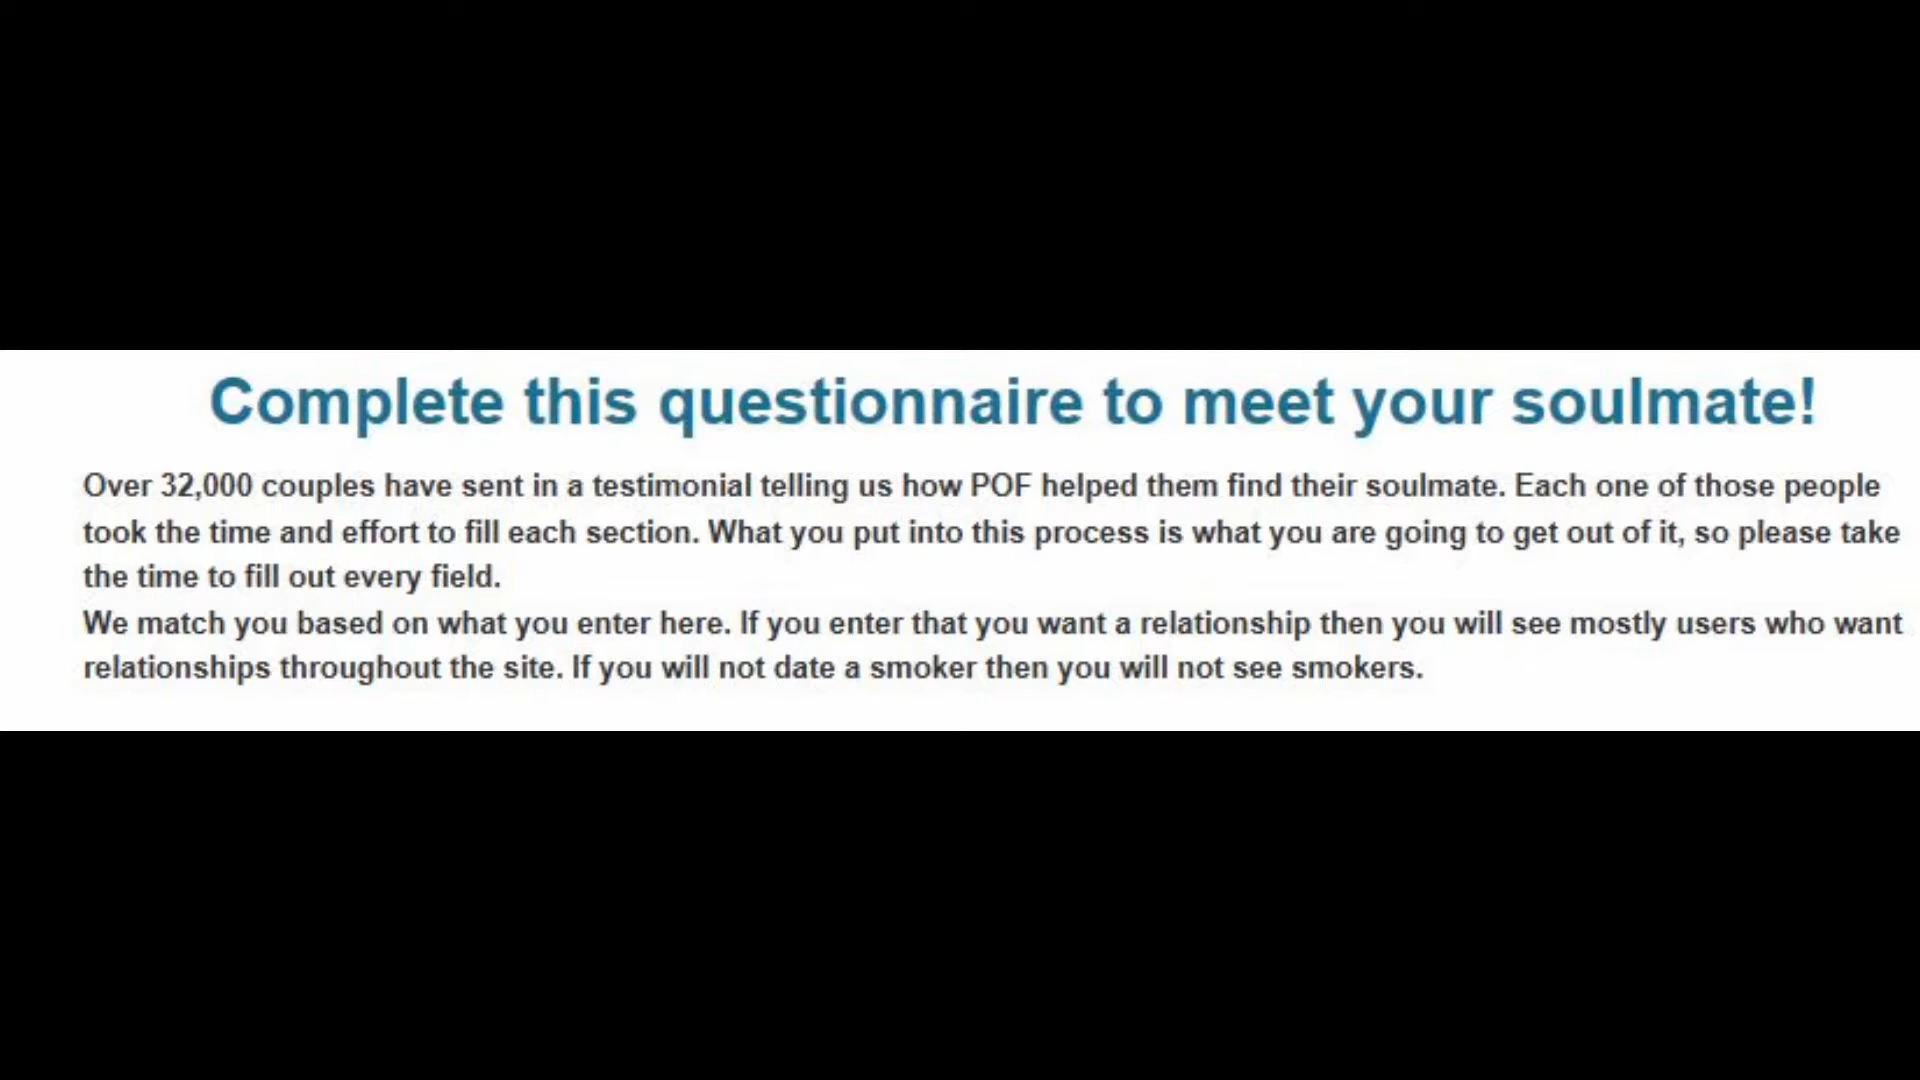 Complete this questionnaire to meet your soulmate!
Over 32,000 couples have sent in a testimonial telling us how POF helped them find their soulmate. Each one of those people
took the time and effort to fill each section. What you put into this process is what you are going to get out of it, so please take
the time to fill out every field.
We match you based on what you enter here. If you enter that you want a relationship then you will see mostly users who want
relationships throughout the site. If you will not date a smoker then you will not see smokers.